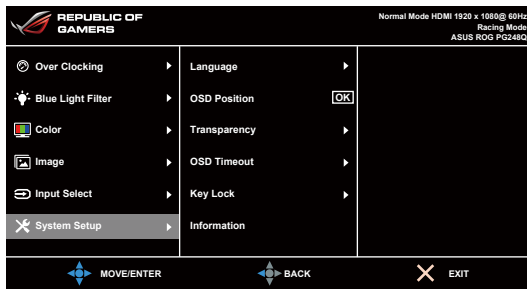 REPUBLIC OF
GAMERS
Normal Mode HDMI 1920 x 1080@ 60Hz
Racing Mode
ASUS ROG PG248Q
Over Clocking
Blue Light Filter
Color
Image
Input Select
System Setup
Language
OSD Position OK
Transparency
OSD Timeout
Key Lock
Information
MOVE/ENTER
BACK
EXIT